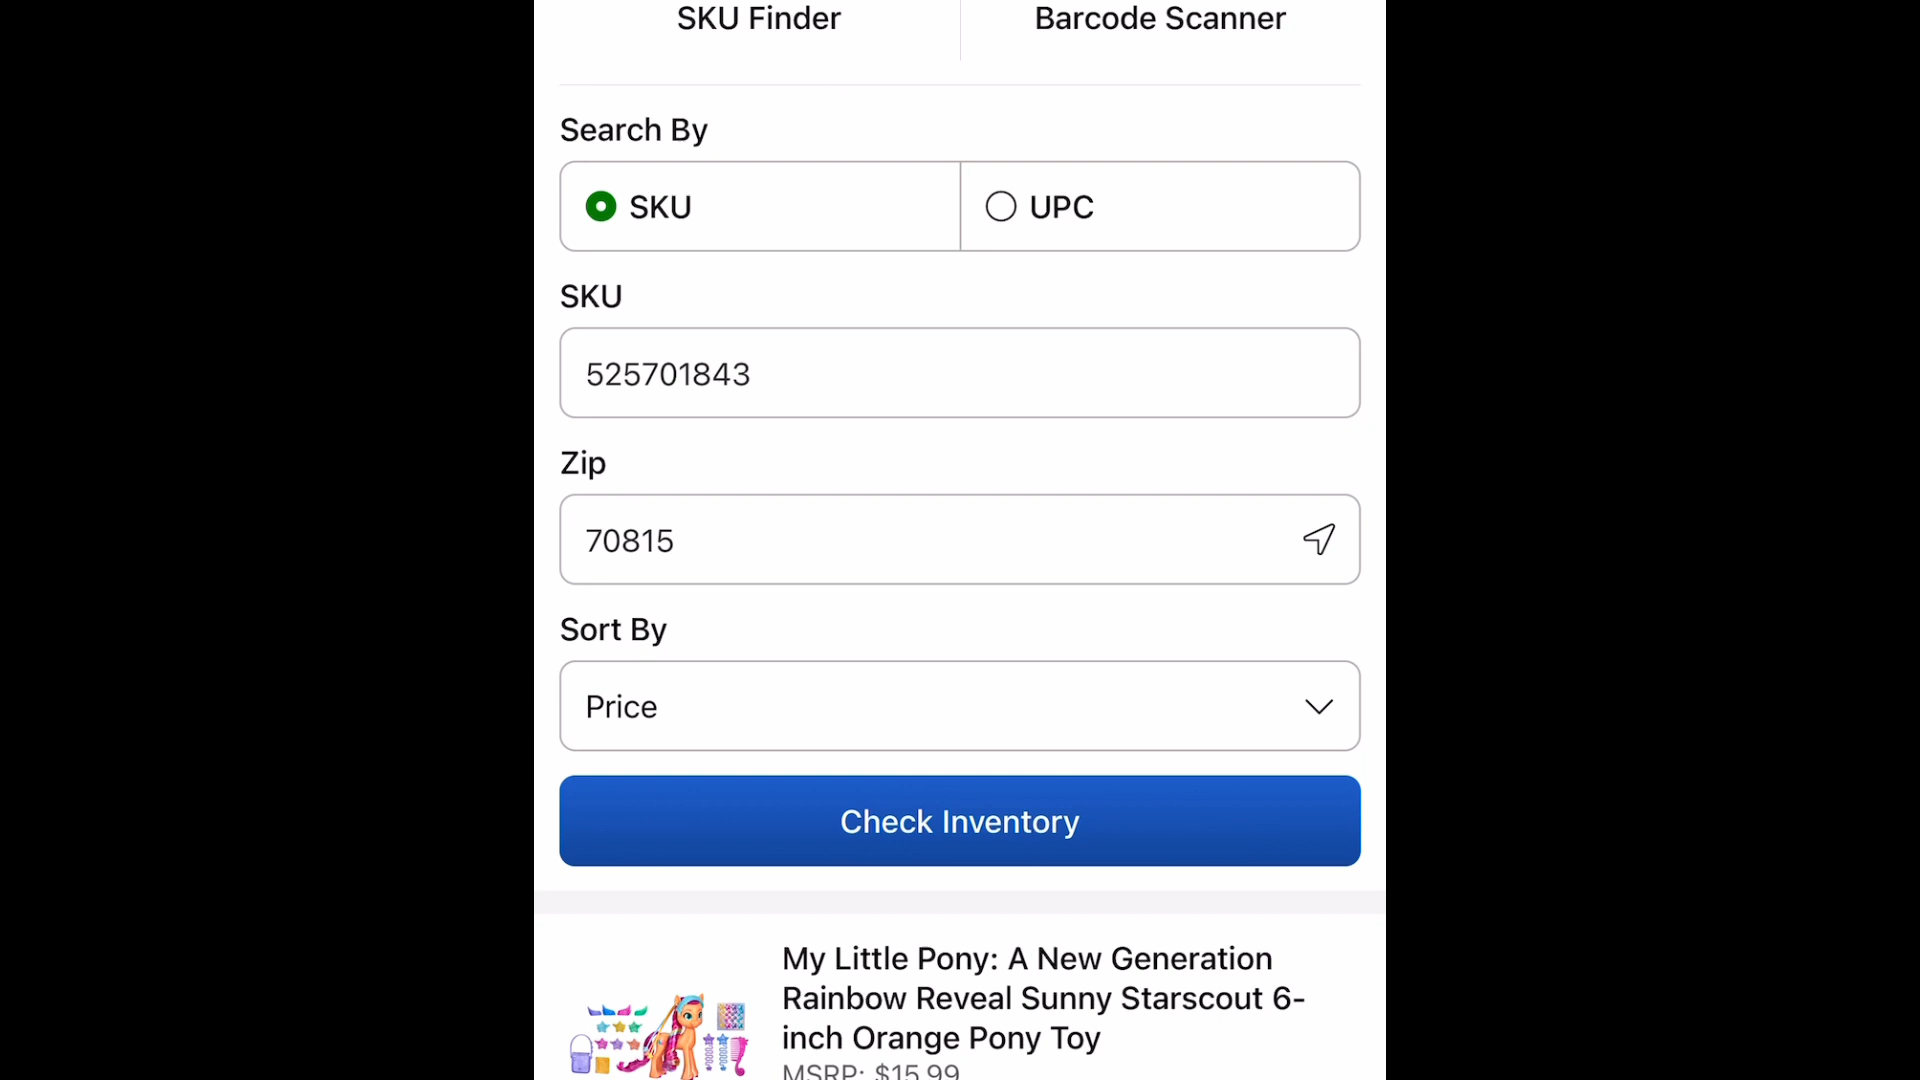 SKU Finder
Barcode Scanner
Search By
SKU
UPC
SKU
525701843
Zip
70815
Sort By
Price
Check Inventory
My Little Pony: A New Generation
Rainbow Reveal Sunny Starscout 6-
inch Orange Pony Toy
MSRP: $15.99